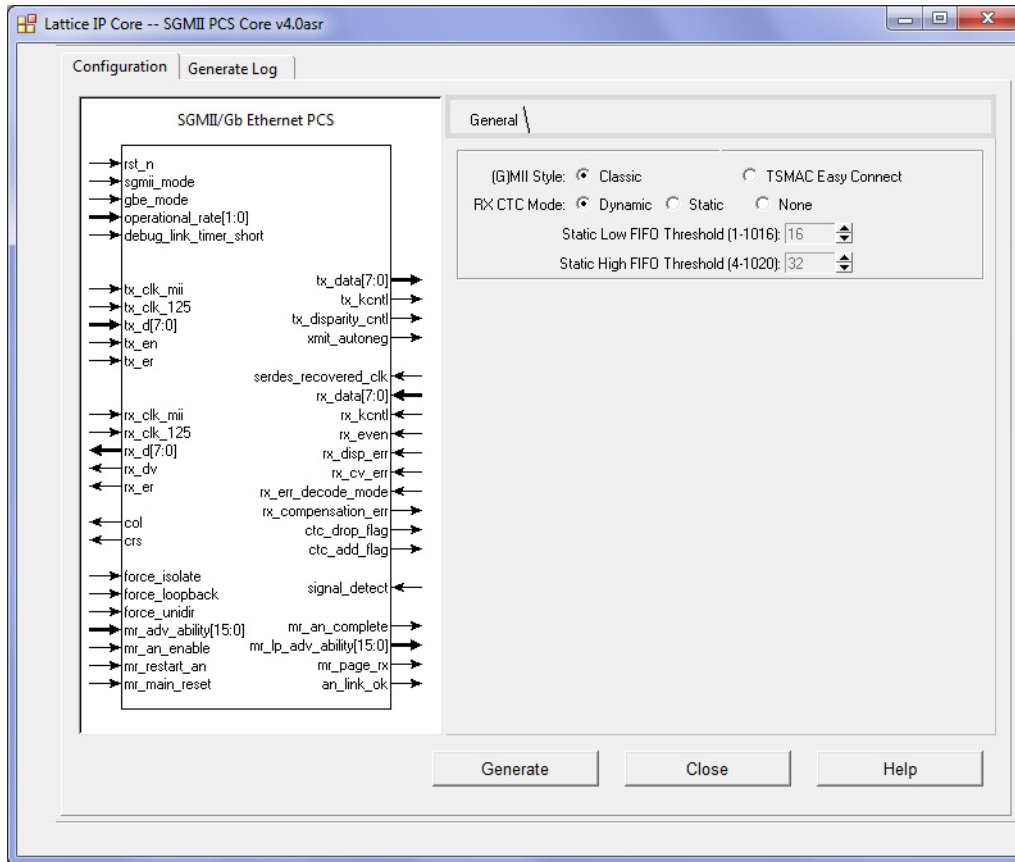 Lattice IP Core -- SGMII PCS Core v4.0asr
Configuration
Generate Log
SGMII/Gb Ethernet PCS
rst_n
sgmii_mode
gbe_mode
operational_rate[1:0]
debug_link_timer_short
tx_clk_mii
tx_clk_125
tx_d[7:0]
tx_en
tx_er
rx_clk_mii
rx_clk_125
rx_d[7:0]
rx_dv
rx_er
col
crs
force_isolate
force_loopback
force_unidir
mr_adv_ability[15:0]
mr_an_enable
mr_restart_an
mr_main_reset
tx_data[7:0]
tx_kcntl
tx_disparity_cntl
xmit_autoneg
serdes_recovered_clk
rx_data[7:0]
rx_kcntl
rx_even
rx_disp_err
rx_cv_err
rx_err_decode_mode
rx_compensation_err
ctc_drop_flag
ctc_add_flag
signal_detect
mr_an_complete
mr_lp_adv_ability[15:0]
mr_page_rx
an_link_ok
General
(G)MII Style: Classic TSMAC Easy Connect
RX CTC Mode: Dynamic Static None
Static Low FIFO Threshold (1-1016): 16
Static High FIFO Threshold (4-1020): 32
Generate
Close
Help